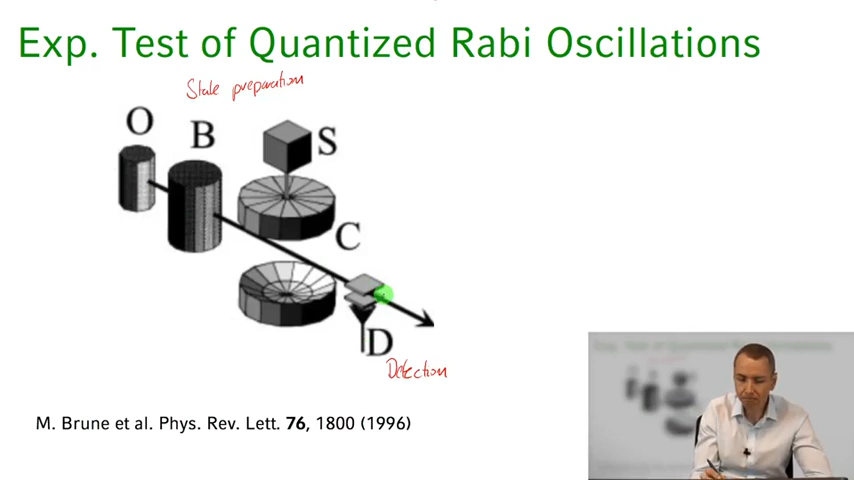 Exp. Test of Quantized Rabi Oscillations
State preparation
O
B
S
C
D
Detection
M. Brune et al. Phys. Rev. Lett. 76, 1800 (1996)